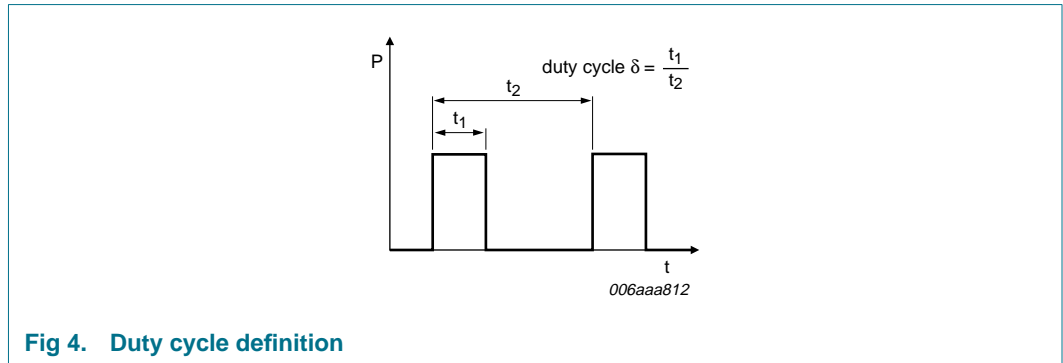 P
duty cycle δ = t1/t2
t2
t1
t
006aaa812
Fig 4. Duty cycle definition